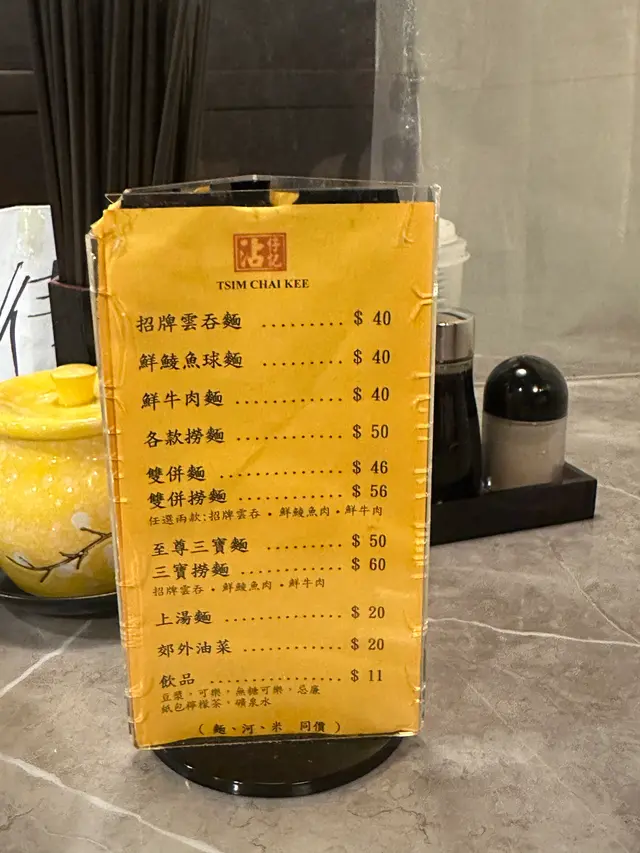 沾仔記
TSIM CHAI KEE
招牌雲吞麵 ......... $ 40
鮮鯪魚球麵 ......... $ 40
鮮牛肉麵 ............ $ 40
各款撈麵 ............ $ 50
雙併麵 .............. $ 46
雙併撈麵 ............ $ 56
任選兩款:招牌雲吞・鮮鯪魚肉・鮮牛肉
至尊三寶麵 ......... $ 50
三寶撈麵 ............ $ 60
招牌雲吞・鮮鯪魚肉・鮮牛肉
上湯麵 .............. $ 20
郊外油菜 ............ $ 20
飲品 ................. $ 11
豆漿，可樂，無糖可樂，忌廉
紙包檸檬茶，礦泉水
( 麵、河、米 同價 )